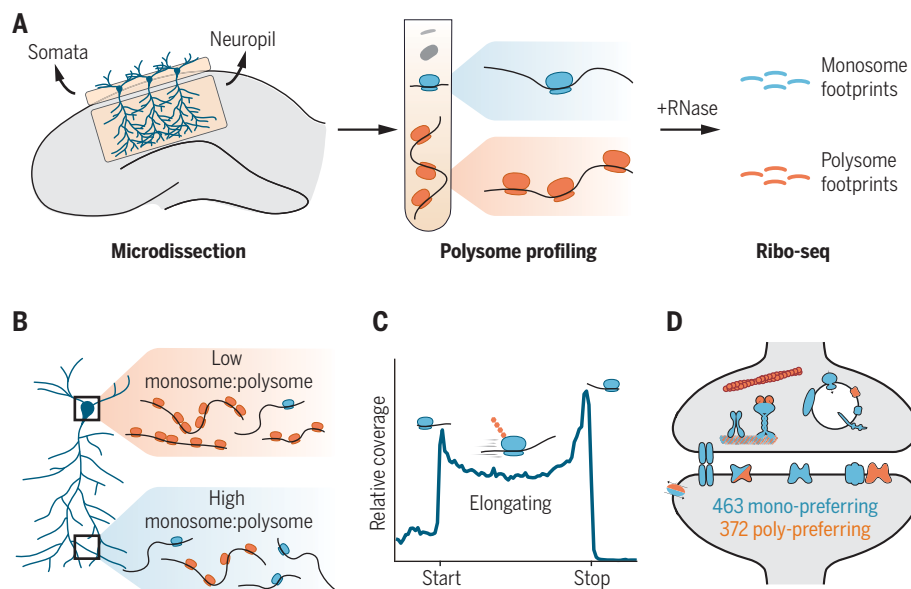 A
Somata
Neuropil
+RNase
Monosome
footprints
Polysome
footprints
Microdissection
Polysome profiling
Ribo-seq
B
Low
monosome:polysome
High
monosome:polysome
C
Relative coverage
Elongating
Start
Stop
D
463 mono-preferring
372 poly-preferring